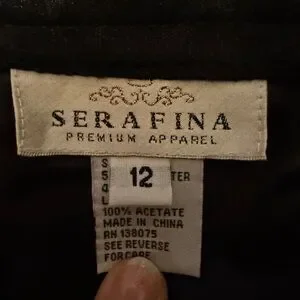 SERAFINA
PREMIUM APPAREL
12
100% ACETATE
MADE IN CHINA
RN 138075
SEE REVERSE
FOR CARE